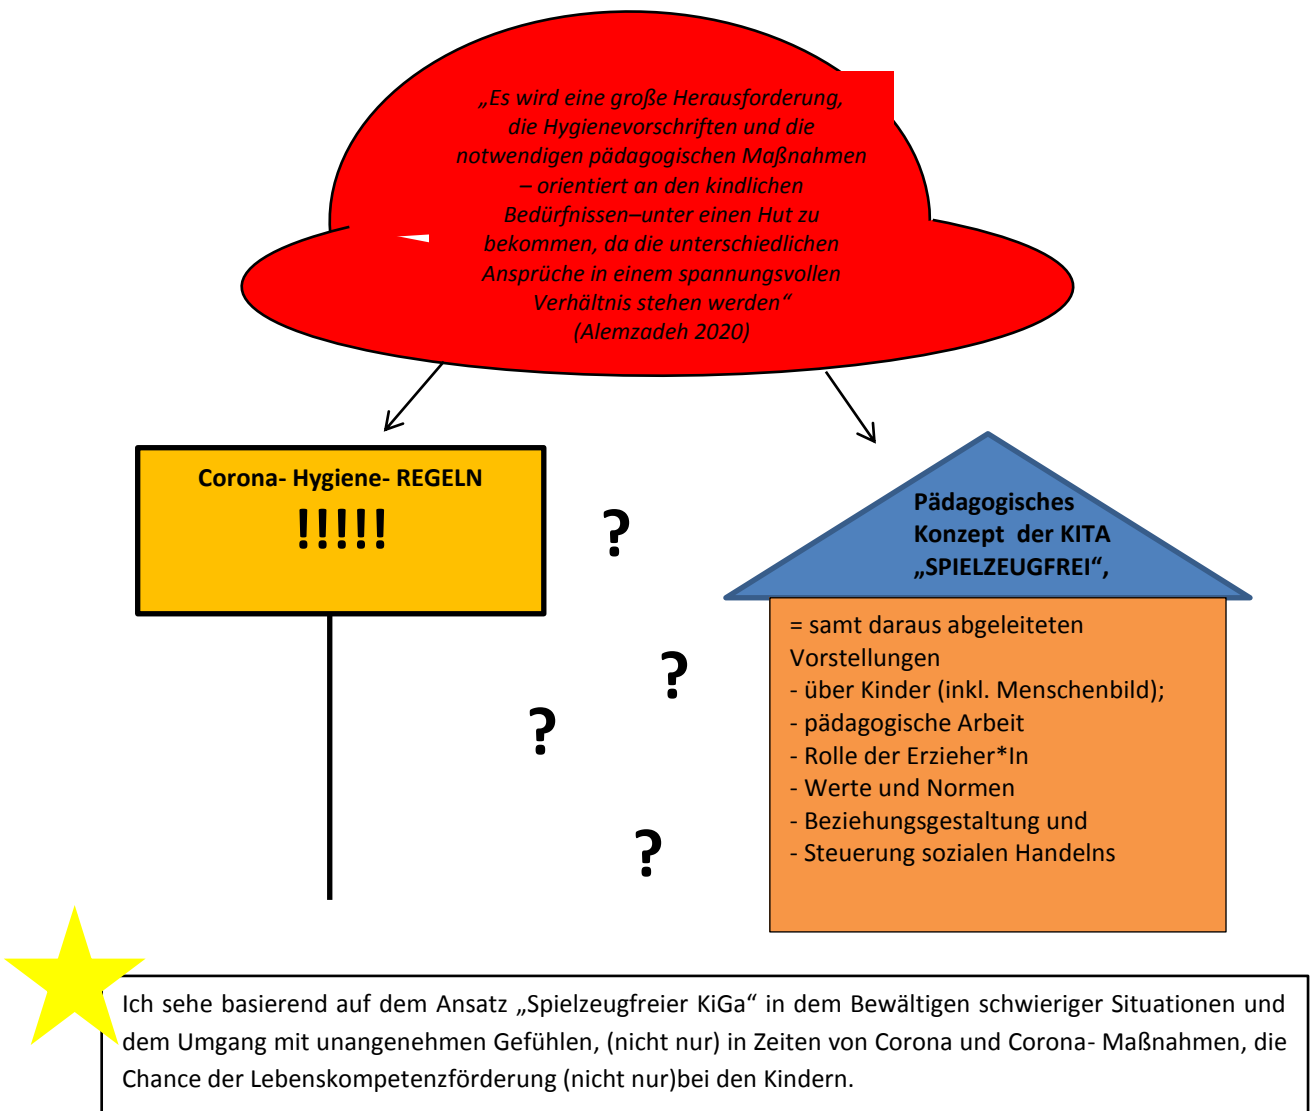 „Es wird eine große Herausforderung,
die Hygienevorschriften und die
notwendigen pädagogischen Maßnahmen
– orientiert an den kindlichen
Bedürfnissen–unter einen Hut zu
bekommen, da die unterschiedlichen
Ansprüche in einem spannungsvollen
Verhältnis stehen werden“
(Alemzadeh 2020)
Corona- Hygiene- REGELN
!!!!!
?
?
?
?
Pädagogisches
Konzept der KITA
„SPIELZEUGFREI“,
= samt daraus abgeleiteten
Vorstellungen
- über Kinder (inkl. Menschenbild);
- pädagogische Arbeit
- Rolle der Erzieher*In
- Werte und Normen
- Beziehungsgestaltung und
- Steuerung sozialen Handelns
Ich sehe basierend auf dem Ansatz „Spielzeugfreier KiGa“ in dem Bewältigen schwieriger Situationen und
dem Umgang mit unangenehmen Gefühlen, (nicht nur) in Zeiten von Corona und Corona- Maßnahmen, die
Chance der Lebenskompetenzförderung (nicht nur)bei den Kindern.